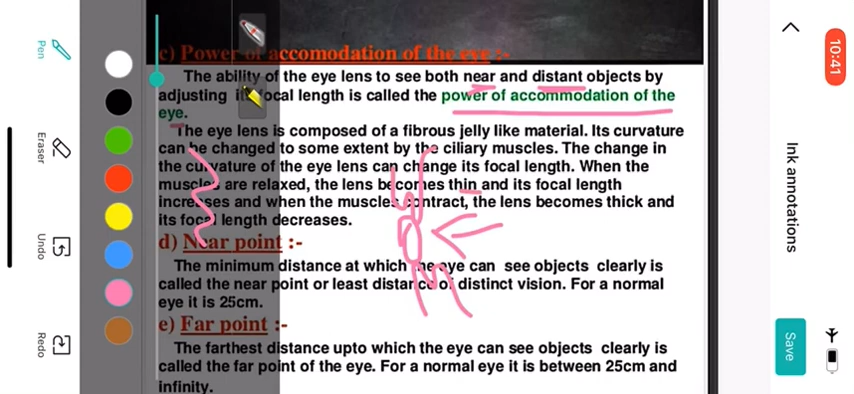 c) Power of accomodation of the eye :-
The ability of the eye lens to see both near and distant objects by
adjusting its focal length is called the power of accommodation of the
eye.
The eye lens is composed of a fibrous jelly like material. Its curvature
can be changed to some extent by the ciliary muscles. The change in
the curvature of the eye lens can change its focal length. When the
muscles are relaxed, the lens becomes thin and its focal length
increases and when the muscles contract, the lens becomes thick and
its focal length decreases.
d) Near point :-
The minimum distance at which the eye can see objects clearly is
called the near point or least distance of distinct vision. For a normal
eye it is 25cm.
e) Far point :-
The farthest distance upto which the eye can see objects clearly is
called the far point of the eye. For a normal eye it is between 25cm and
infinity.
Pen
Eraser
Undo
Redo
10:41
Ink annotations
Save